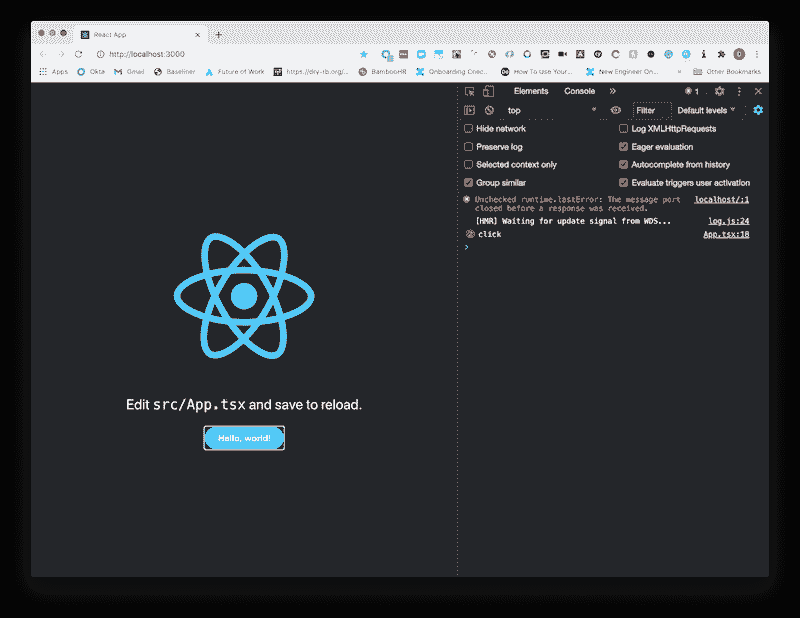 React App
http://localhost:3000
Apps Okta Gmail Baseliner Future of Work https://dry-rb.org/... BambooHR Onboarding Chec... How To Use Your... New Engineer On... » Other Bookmarks
Elements Console » 1
top Filter Default levels
Hide network Log XMLHttpRequests
Preserve log Eager evaluation
Selected context only Autocomplete from history
Group similar Evaluate triggers user activation
Unchecked runtime.lastError: The message port localhost/:1
closed before a response was received.
[HMR] Waiting for update signal from WDS... log.js:24
click App.tsx:18
Edit src/App.tsx and save to reload.
Hello, world!